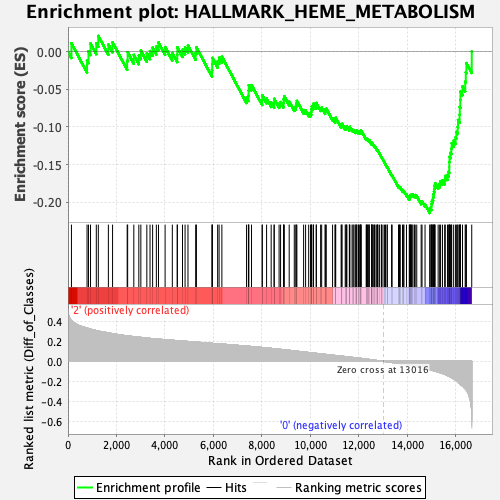 Enrichment plot: HALLMARK_HEME_METABOLISM
Enrichment score (ES)
0.00
-0.05
-0.10
-0.15
-0.20
'2' (positively correlated)
Ranked list metric (Diff_of_Classes)
0.4
0.2
0.0
-0.2
-0.4
-0.6
Zero cross at 13016
'0' (negatively correlated)
0
2,000
4,000
6,000
8,000
10,000
12,000
14,000
16,000
Rank in Ordered Dataset
Enrichment profile
Hits
Ranking metric scores